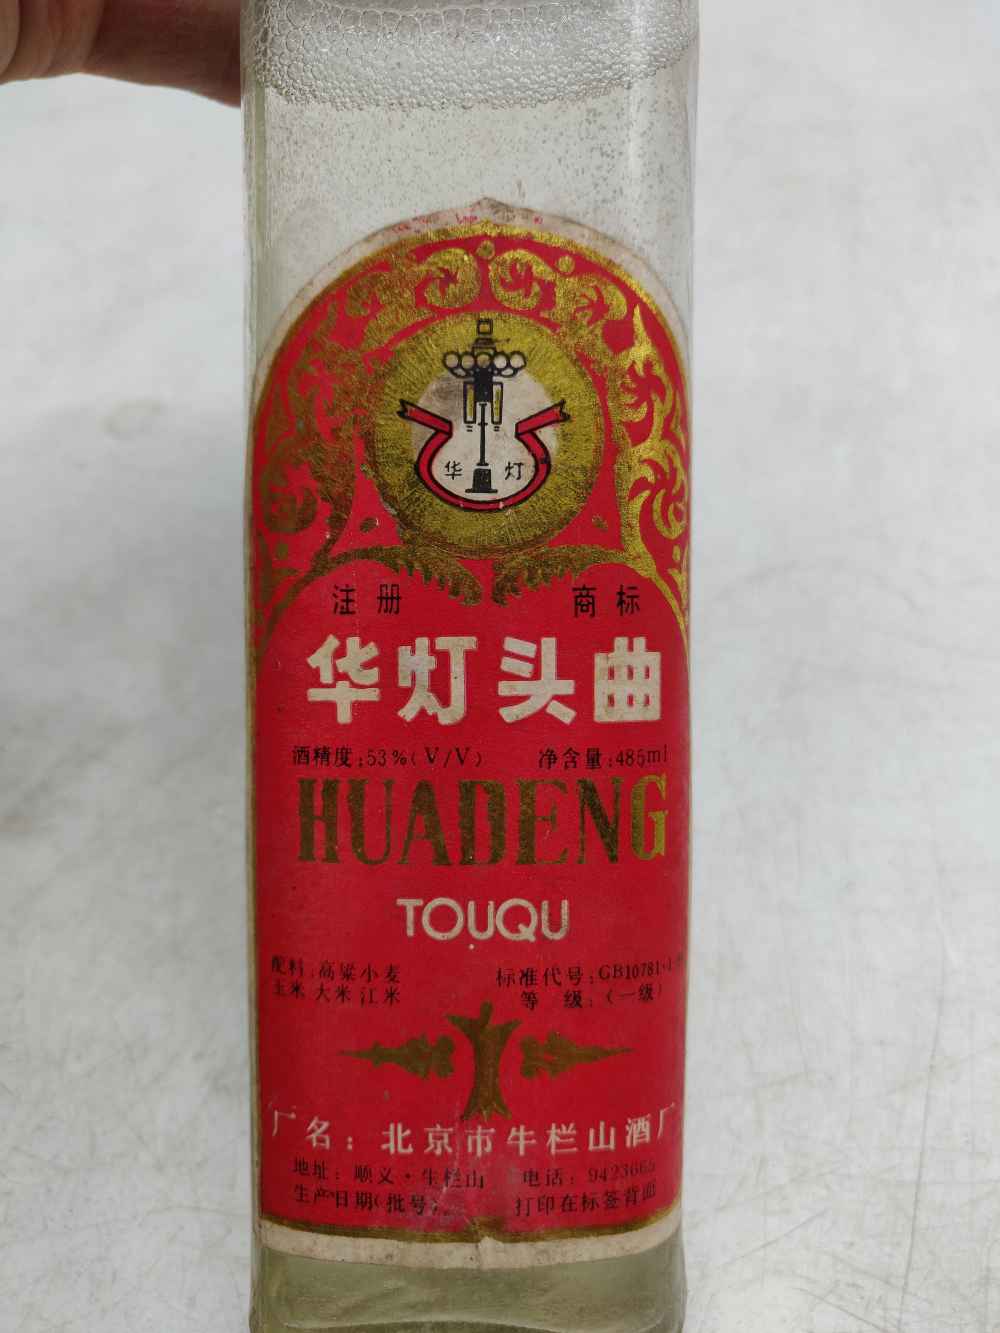 华 灯
注 册 商 标
华灯头曲
酒精度:53%(V/V) 净含量:485ml
HUADENG
TOUQU
配料:高粱小麦 标准代号:GB10781·1
玉米 大米 江米 等 级:(一级)
厂名:北京市牛栏山酒厂
地址:顺义·牛栏山 电话:9423665
生产日期(批号): 打印在标签背面